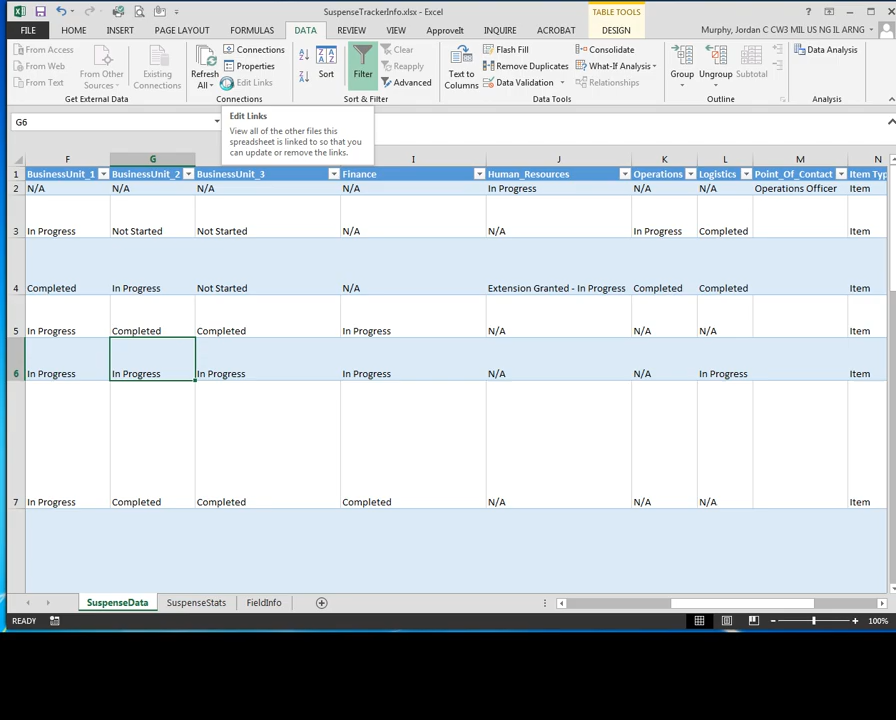 SuspenseTrackerInfo.xlsx - Excel
TABLE TOOLS
FILE HOME INSERT PAGE LAYOUT FORMULAS DATA REVIEW VIEW ApproveIt INQUIRE ACROBAT DESIGN Murphy, Jordan C CW3 MIL US NG IL ARNG
From Access
From Web
From Text
From Other Sources
Existing Connections
Get External Data
Refresh All
Connections
Properties
Edit Links
Connections
Sort
Filter
Clear
Reapply
Advanced
Sort & Filter
Text to Columns
Flash Fill
Remove Duplicates
Data Validation
Consolidate
What-If Analysis
Relationships
Data Tools
Group
Ungroup
Subtotal
Outline
Data Analysis
Analysis
G6
Edit Links
View all of the other files this
spreadsheet is linked to so that you
can update or remove the links.
F G I J K L M N
1 BusinessUnit_1 BusinessUnit_2 BusinessUnit_3 Finance Human_Resources Operations Logistics Point_Of_Contact Item Typ
2 N/A N/A N/A N/A In Progress N/A N/A Operations Officer Item
3 In Progress Not Started Not Started N/A N/A In Progress Completed Item
4 Completed In Progress Not Started N/A Extension Granted - In Progress Completed Completed Item
5 In Progress Completed Completed In Progress N/A N/A N/A Item
6 In Progress In Progress In Progress In Progress N/A N/A In Progress Item
7 In Progress Completed Completed Completed N/A N/A N/A Item
SuspenseData SuspenseStats FieldInfo
READY 100%